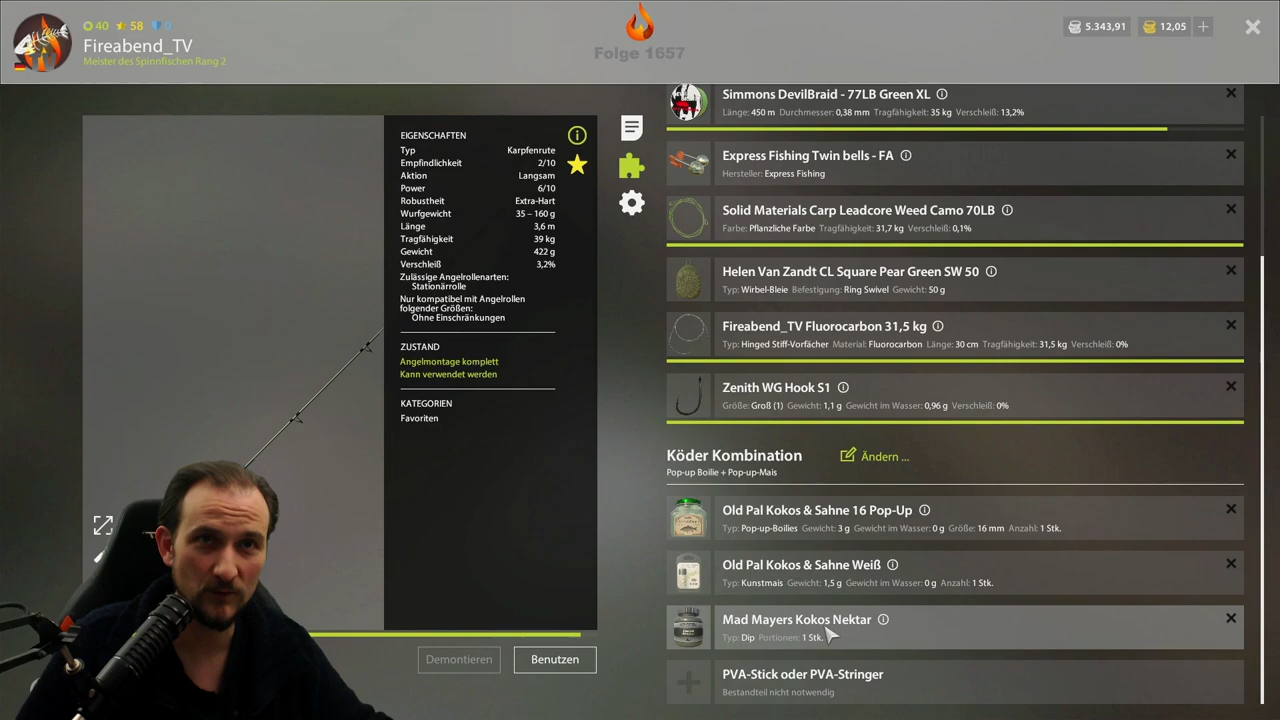 40 58 0
Fireabend_TV
Meister des Spinnfischen Rang 2
Folge 1657
5.343,91 12,05
EIGENSCHAFTEN
Typ Karpfenrute
Empfindlichkeit 2/10
Aktion Langsam
Power 6/10
Robustheit Extra-Hart
Wurfgewicht 35 – 160 g
Länge 3,6 m
Tragfähigkeit 39 kg
Gewicht 422 g
Verschleiß 3,2%
Zulässige Angelrollenarten:
Stationärrolle
Nur kompatibel mit Angelrollen
folgender Größen:
Ohne Einschränkungen
ZUSTAND
Angelmontage komplett
Kann verwendet werden
KATEGORIEN
Favoriten
Demontieren
Benutzen
Simmons DevilBraid - 77LB Green XL
Länge: 450 m Durchmesser: 0,38 mm Tragfähigkeit: 35 kg Verschleiß: 13,2%
Express Fishing Twin bells - FA
Hersteller: Express Fishing
Solid Materials Carp Leadcore Weed Camo 70LB
Farbe: Pflanzliche Farbe Tragfähigkeit: 31,7 kg Verschleiß: 0,1%
Helen Van Zandt CL Square Pear Green SW 50
Typ: Wirbel-Bleie Befestigung: Ring Swivel Gewicht: 50 g
Fireabend_TV Fluorocarbon 31,5 kg
Typ: Hinged Stiff-Vorfächer Material: Fluorocarbon Länge: 30 cm Tragfähigkeit: 31,5 kg Verschleiß: 0%
Zenith WG Hook S1
Größe: Groß (1) Gewicht: 1,1 g Gewicht im Wasser: 0,96 g Verschleiß: 0%
Köder Kombination Ändern ...
Pop-up Boilie + Pop-up-Mais
Old Pal Kokos & Sahne 16 Pop-Up
Typ: Pop-up-Boilies Gewicht: 3 g Gewicht im Wasser: 0 g Größe: 16 mm Anzahl: 1 Stk.
Old Pal Kokos & Sahne Weiß
Typ: Kunstmais Gewicht: 1,5 g Gewicht im Wasser: 0 g Anzahl: 1 Stk.
Mad Mayers Kokos Nektar
Typ: Dip Portionen: 1 Stk.
PVA-Stick oder PVA-Stringer
Bestandteil nicht notwendig